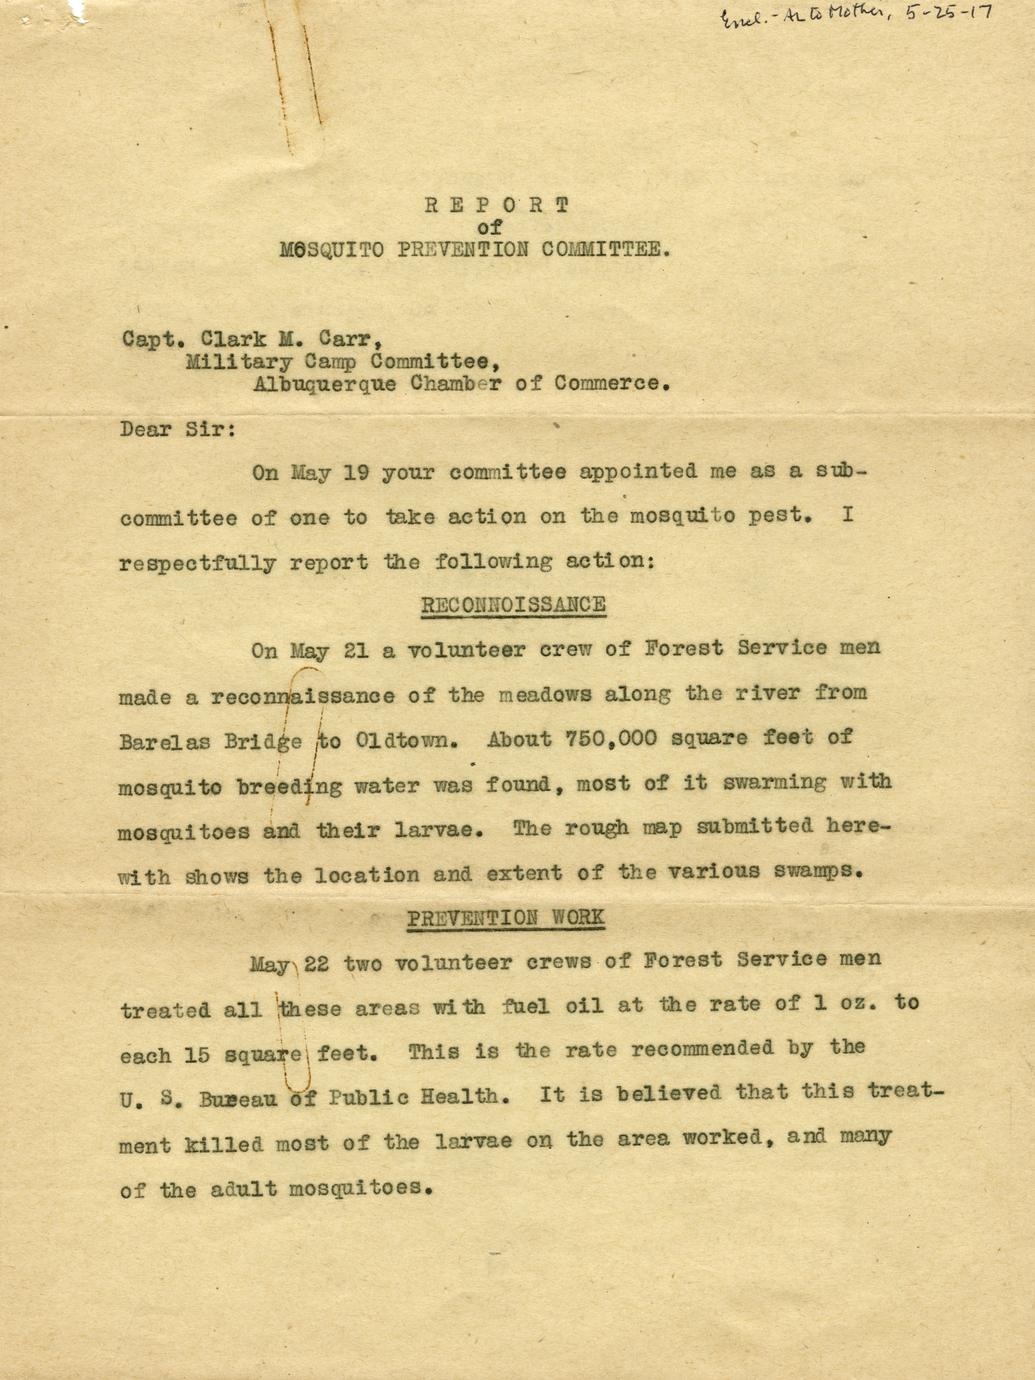 Encl.- AL to Mother, 5-25-17
R E P O R T
of
MOSQUITO PREVENTION COMMITTEE.
Capt. Clark M. Carr,
Military Camp Committee,
Albuquerque Chamber of Commerce.
Dear Sir:
On May 19 your committee appointed me as a sub-
committee of one to take action on the mosquito pest. I
respectfully report the following action:
RECONNOISSANCE
On May 21 a volunteer crew of Forest Service men
made a reconnaissance of the meadows along the river from
Barelas Bridge to Oldtown. About 750,000 square feet of
mosquito breeding water was found, most of it swarming with
mosquitoes and their larvae. The rough map submitted here-
with shows the location and extent of the various swamps.
PREVENTION WORK
May 22 two volunteer crews of Forest Service men
treated all these areas with fuel oil at the rate of 1 oz. to
each 15 square feet. This is the rate recommended by the
U. S. Bureau of Public Health. It is believed that this treat-
ment killed most of the larvae on the area worked, and many
of the adult mosquitoes.